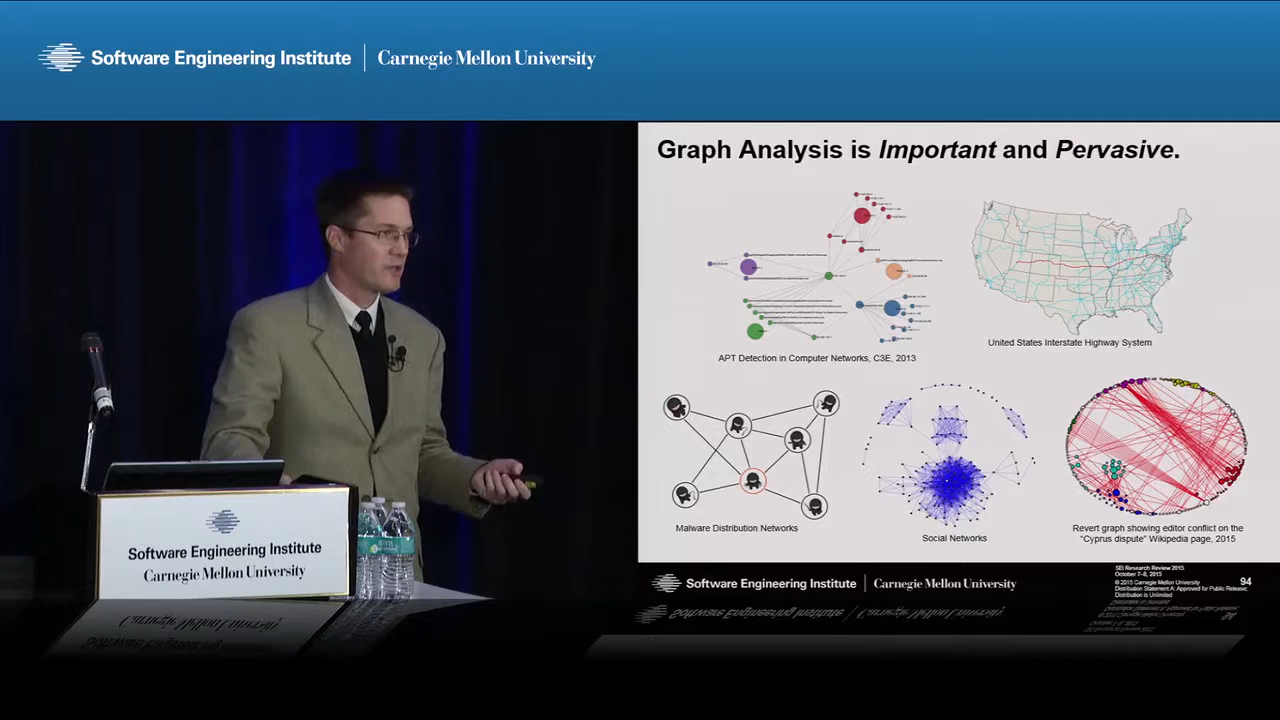 Software Engineering Institute | Carnegie Mellon University
Graph Analysis is Important and Pervasive.
APT Detection in Computer Networks, C3E, 2013
United States Interstate Highway System
Malware Distribution Networks
Social Networks
Revert graph showing editor conflict on the
"Cyprus dispute" Wikipedia page, 2015
Software Engineering Institute
Carnegie Mellon University
Software Engineering Institute | Carnegie Mellon University
SEI Research Review 2015
October 7–8, 2015
© 2015 Carnegie Mellon University
Distribution Statement A: Approved for Public Release;
Distribution is Unlimited
94